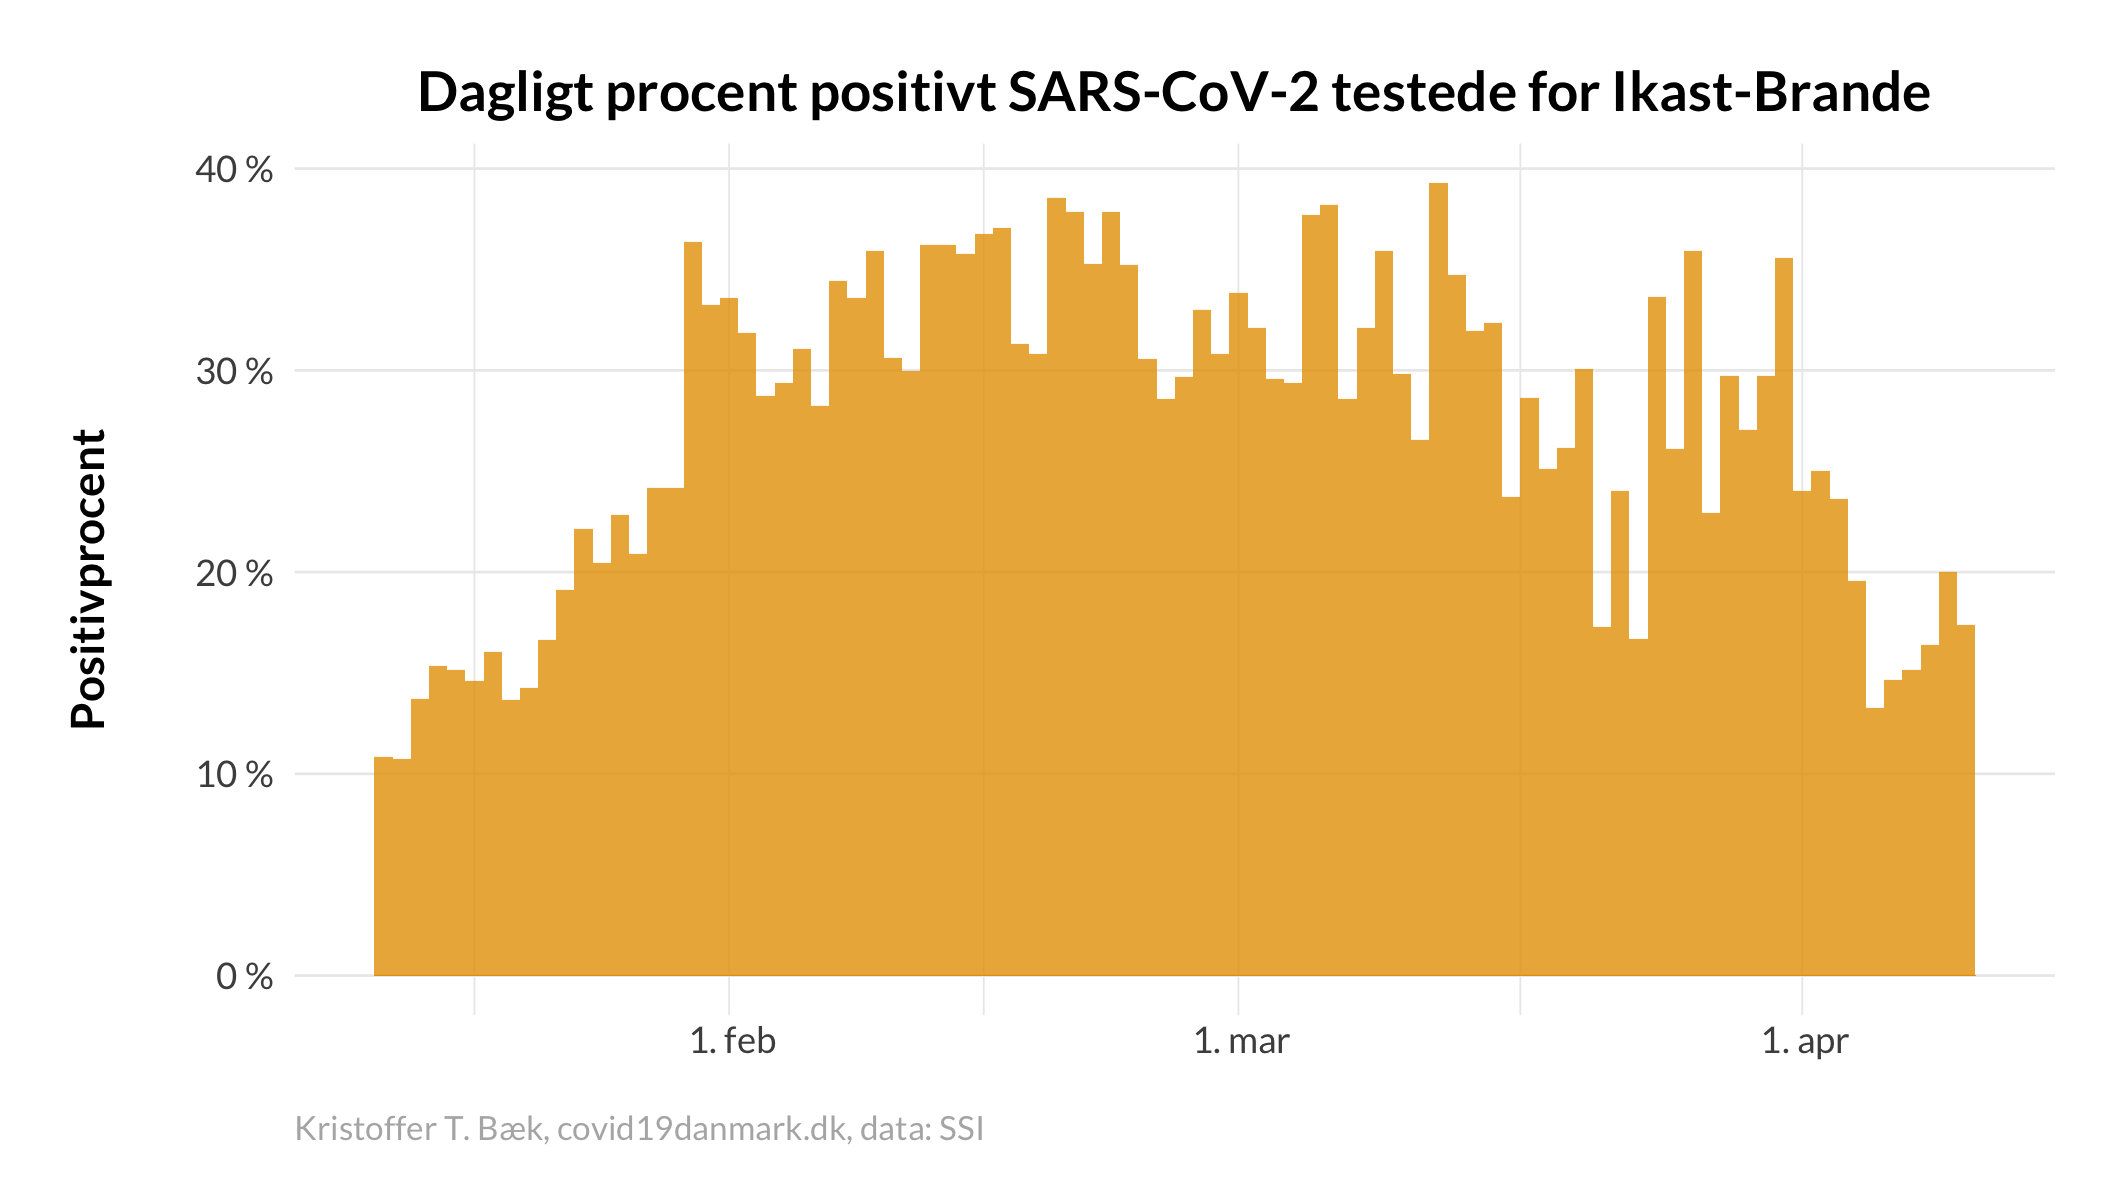 Dagligt procent positivt SARS-CoV-2 testede for Ikast-Brande
Positivprocent
40 %
30 %
20 %
10 %
0 %
1. feb
1. mar
1. apr
Kristoffer T. Bæk, covid19danmark.dk, data: SSI